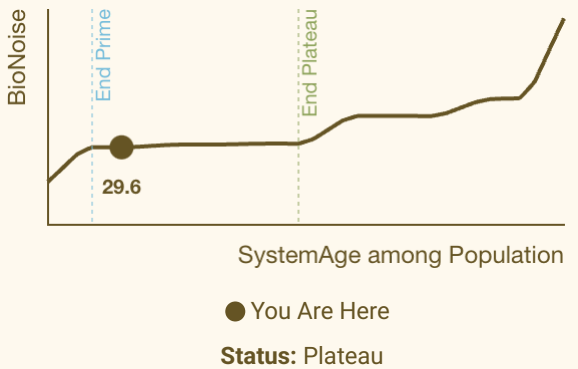 BioNoise
End Prime
End Plateau
29.6
SystemAge among Population
You Are Here
Status: Plateau